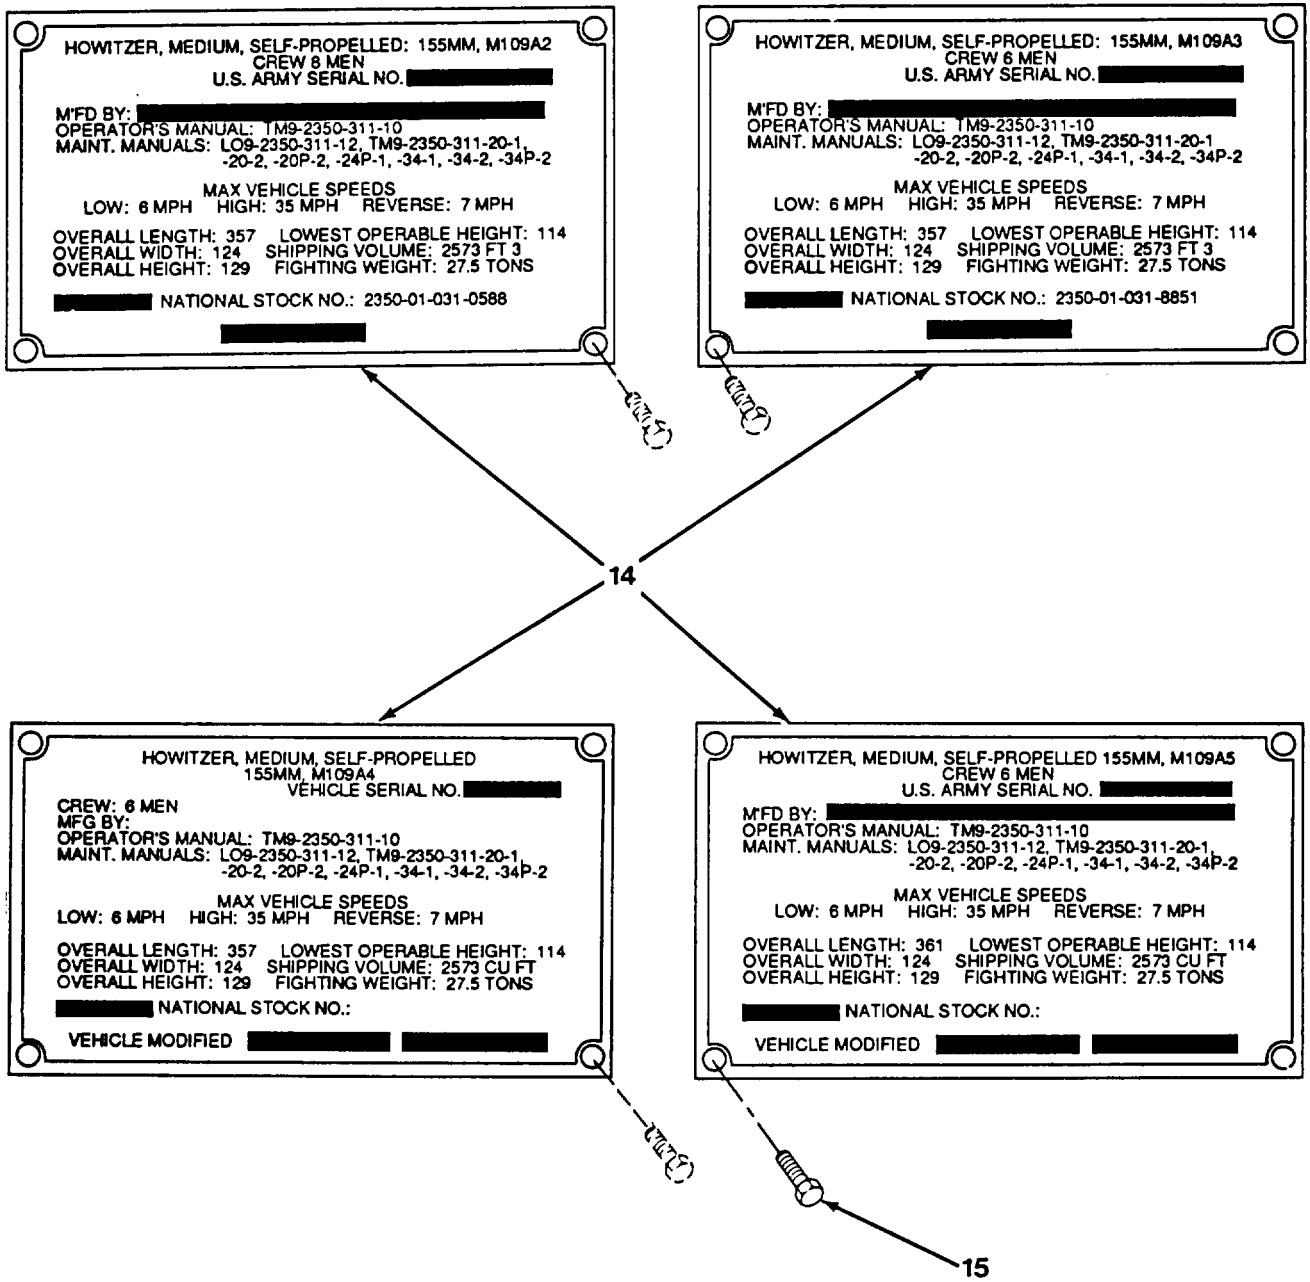 HOWITZER, MEDIUM, SELF-PROPELLED: 155MM, M109A2
CREW 8 MEN
U.S. ARMY SERIAL NO.
M'FD BY:
OPERATOR'S MANUAL: TM9-2350-311-10
MAINT. MANUALS: LO9-2350-311-12, TM9-2350-311-20-1,
-20-2, -20P-2, -24P-1, -34-1, -34-2, -34P-2
MAX VEHICLE SPEEDS
LOW: 6 MPH HIGH: 35 MPH REVERSE: 7 MPH
OVERALL LENGTH: 357 LOWEST OPERABLE HEIGHT: 114
OVERALL WIDTH: 124 SHIPPING VOLUME: 2573 FT 3
OVERALL HEIGHT: 129 FIGHTING WEIGHT: 27.5 TONS
NATIONAL STOCK NO.: 2350-01-031-0588
HOWITZER, MEDIUM, SELF-PROPELLED: 155MM, M109A3
CREW 6 MEN
U.S. ARMY SERIAL NO.
M'FD BY:
OPERATOR'S MANUAL: TM9-2350-311-10
MAINT. MANUALS: LO9-2350-311-12, TM9-2350-311-20-1
-20-2, -20P-2, -24P-1, -34-1, -34-2, -34P-2
MAX VEHICLE SPEEDS
LOW: 6 MPH HIGH: 35 MPH REVERSE: 7 MPH
OVERALL LENGTH: 357 LOWEST OPERABLE HEIGHT: 114
OVERALL WIDTH: 124 SHIPPING VOLUME: 2573 FT 3
OVERALL HEIGHT: 129 FIGHTING WEIGHT: 27.5 TONS
NATIONAL STOCK NO.: 2350-01-031-8851
14
HOWITZER, MEDIUM, SELF-PROPELLED
155MM, M109A4
VEHICLE SERIAL NO.
CREW: 6 MEN
MFG BY:
OPERATOR'S MANUAL: TM9-2350-311-10
MAINT. MANUALS: LO9-2350-311-12, TM9-2350-311-20-1,
-20-2, -20P-2, -24P-1, -34-1, -34-2, -34P-2
MAX VEHICLE SPEEDS
LOW: 6 MPH HIGH: 35 MPH REVERSE: 7 MPH
OVERALL LENGTH: 357 LOWEST OPERABLE HEIGHT: 114
OVERALL WIDTH: 124 SHIPPING VOLUME: 2573 CU FT
OVERALL HEIGHT: 129 FIGHTING WEIGHT: 27.5 TONS
NATIONAL STOCK NO.:
VEHICLE MODIFIED
HOWITZER, MEDIUM, SELF-PROPELLED 155MM, M109A5
CREW 6 MEN
U.S. ARMY SERIAL NO.
M'FD BY:
OPERATOR'S MANUAL: TM9-2350-311-10
MAINT. MANUALS: LO9-2350-311-12, TM9-2350-311-20-1,
-20-2, -20P-2, -24P-1, -34-1, -34-2, -34P-2
MAX VEHICLE SPEEDS
LOW: 6 MPH HIGH: 35 MPH REVERSE: 7 MPH
OVERALL LENGTH: 361 LOWEST OPERABLE HEIGHT: 114
OVERALL WIDTH: 124 SHIPPING VOLUME: 2573 CU FT
OVERALL HEIGHT: 129 FIGHTING WEIGHT: 27.5 TONS
NATIONAL STOCK NO.:
VEHICLE MODIFIED
15